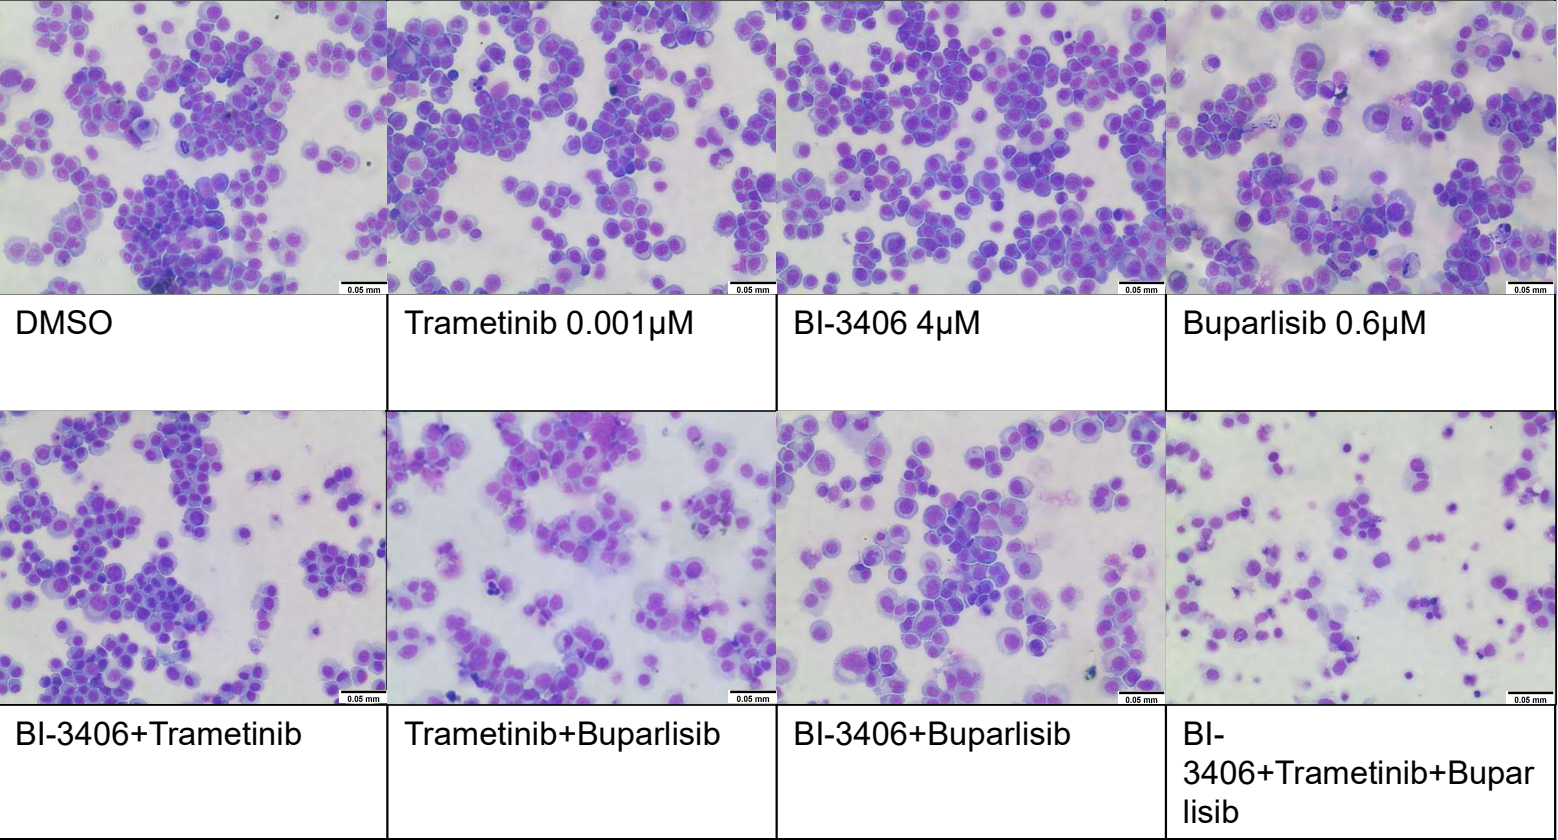 0.05 mm
0.05 mm
0.05 mm
0.05 mm
DMSO
Trametinib 0.001µM
BI-3406 4µM
Buparlisib 0.6µM
0.05 mm
0.05 mm
0.05 mm
0.05 mm
BI-3406+Trametinib
Trametinib+Buparlisib
BI-3406+Buparlisib
BI-
3406+Trametinib+Bupar
lisib